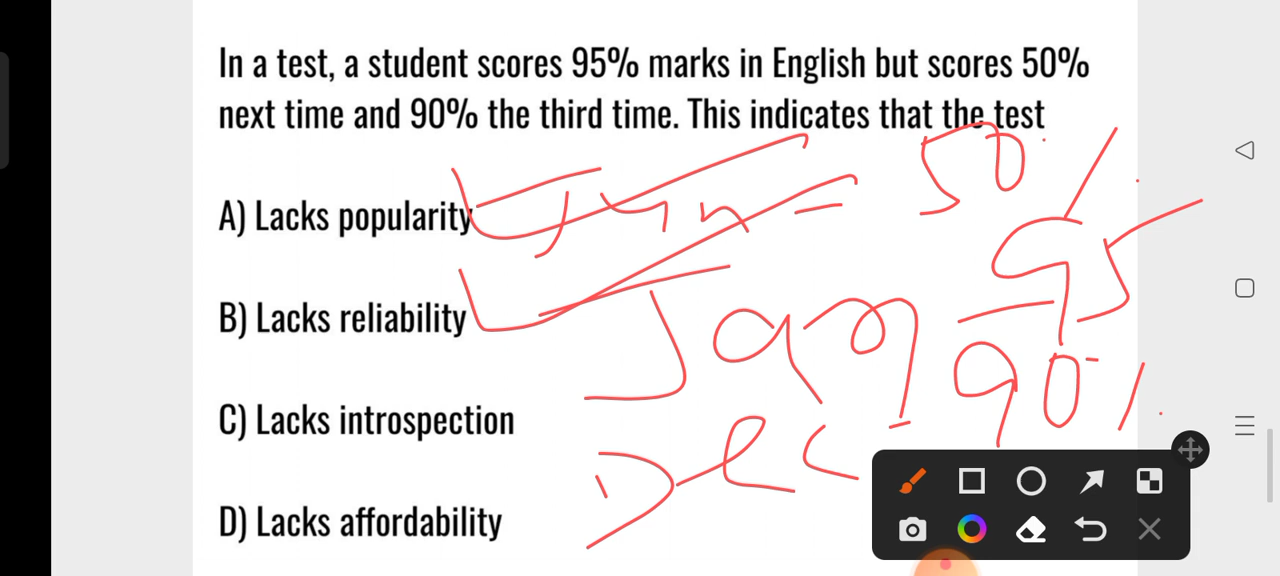 In a test, a student scores 95% marks in English but scores 50%
next time and 90% the third time. This indicates that the test
A) Lacks popularity
= 50%
95
B) Lacks reliability
Jan
90%
C) Lacks introspection
Dec
D) Lacks affordability